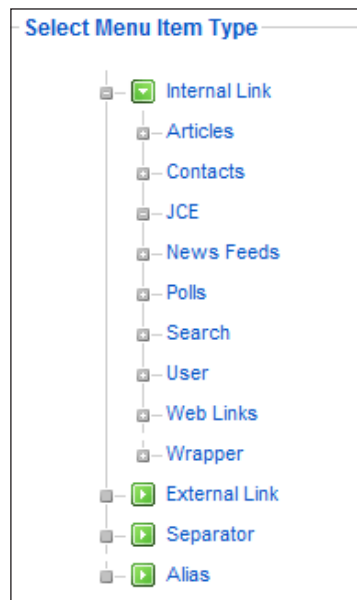 Select Menu Item Type
Internal Link
Articles
Contacts
JCE
News Feeds
Polls
Search
User
Web Links
Wrapper
External Link
Separator
Alias